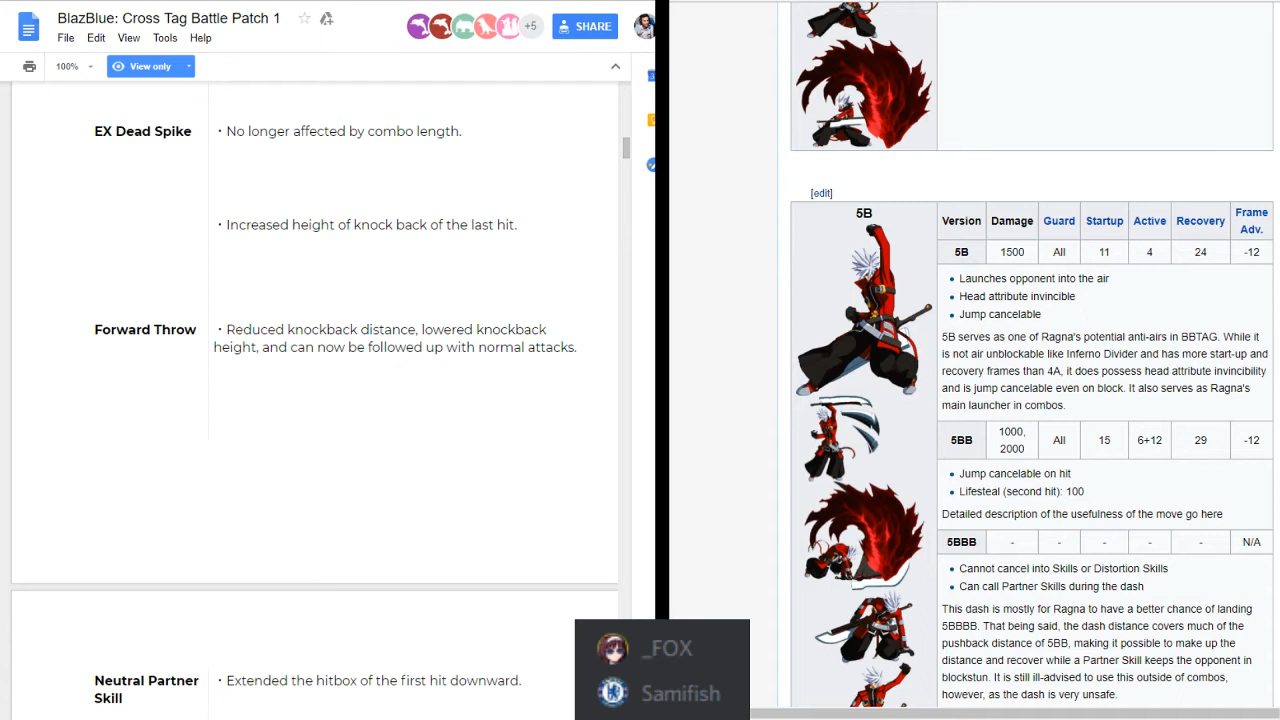 BlazBlue: Cross Tag Battle Patch 1
File Edit View Tools Help
+5
SHARE
100%
View only
EX Dead Spike
・No longer affected by combo length.
・Increased height of knock back of the last hit.
Forward Throw
・Reduced knockback distance, lowered knockback
height, and can now be followed up with normal attacks.
Neutral Partner
Skill
・Extended the hitbox of the first hit downward.
_FOX
Samifish
[edit]
5B
Version Damage Guard Startup Active Recovery Frame
Adv.
5B 1500 All 11 4 24 -12
• Launches opponent into the air
• Head attribute invincible
• Jump cancelable
5B serves as one of Ragna's potential anti-airs in BBTAG. While it
is not air unblockable like Inferno Divider and has more start-up and
recovery frames than 4A, it does possess head attribute invincibility
and is jump cancelable even on block. It also serves as Ragna's
main launcher in combos.
5BB 1000,
2000 All 15 6+12 29 -12
• Jump cancelable on hit
• Lifesteal (second hit): 100
Detailed description of the usefulness of the move go here
5BBB - - - - - N/A
• Cannot cancel into Skills or Distortion Skills
• Can call Partner Skills during the dash
This dash is mostly for Ragna to have a better chance of landing
5BBBB. That being said, the dash distance covers much of the
pushback distance of 5BB, making it possible to make up the
distance and recover while a Partner Skill keeps the opponent in
blockstun. It is still ill-advised to use this outside of combos,
however, as the dash is very unsafe.